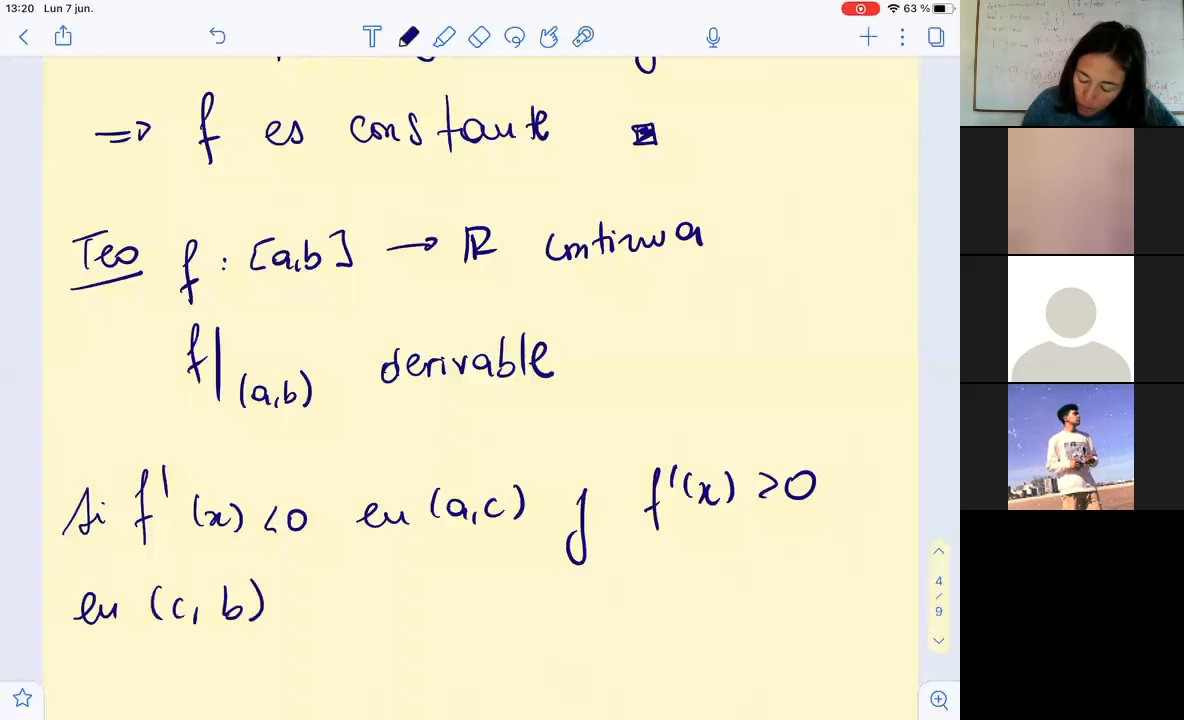 13:20 Lun 7 jun.
63 %
T
⇒ f es constante
Teo f : [a,b] → ℝ continua
f|(a,b) derivable
Si f'(x) <0 en (a,c) y f'(x) >0
en (c, b)
4
/
9